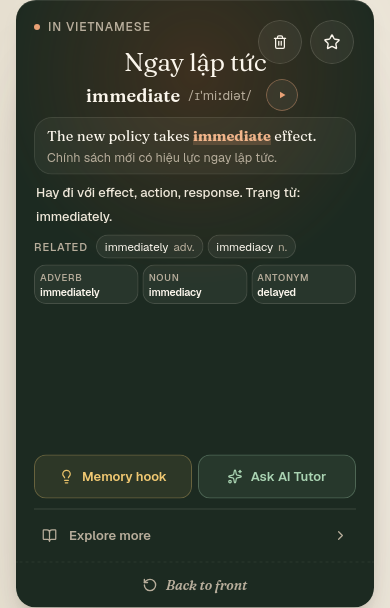 IN VIETNAMESE
Ngay lập tức
immediate /ɪˈmiːdiət/
The new policy takes immediate effect.
Chính sách mới có hiệu lực ngay lập tức.
Hay đi với effect, action, response. Trạng từ:
immediately.
RELATED immediately adv. immediacy n.
ADVERB NOUN ANTONYM
immediately immediacy delayed
Memory hook Ask AI Tutor
Explore more
Back to front